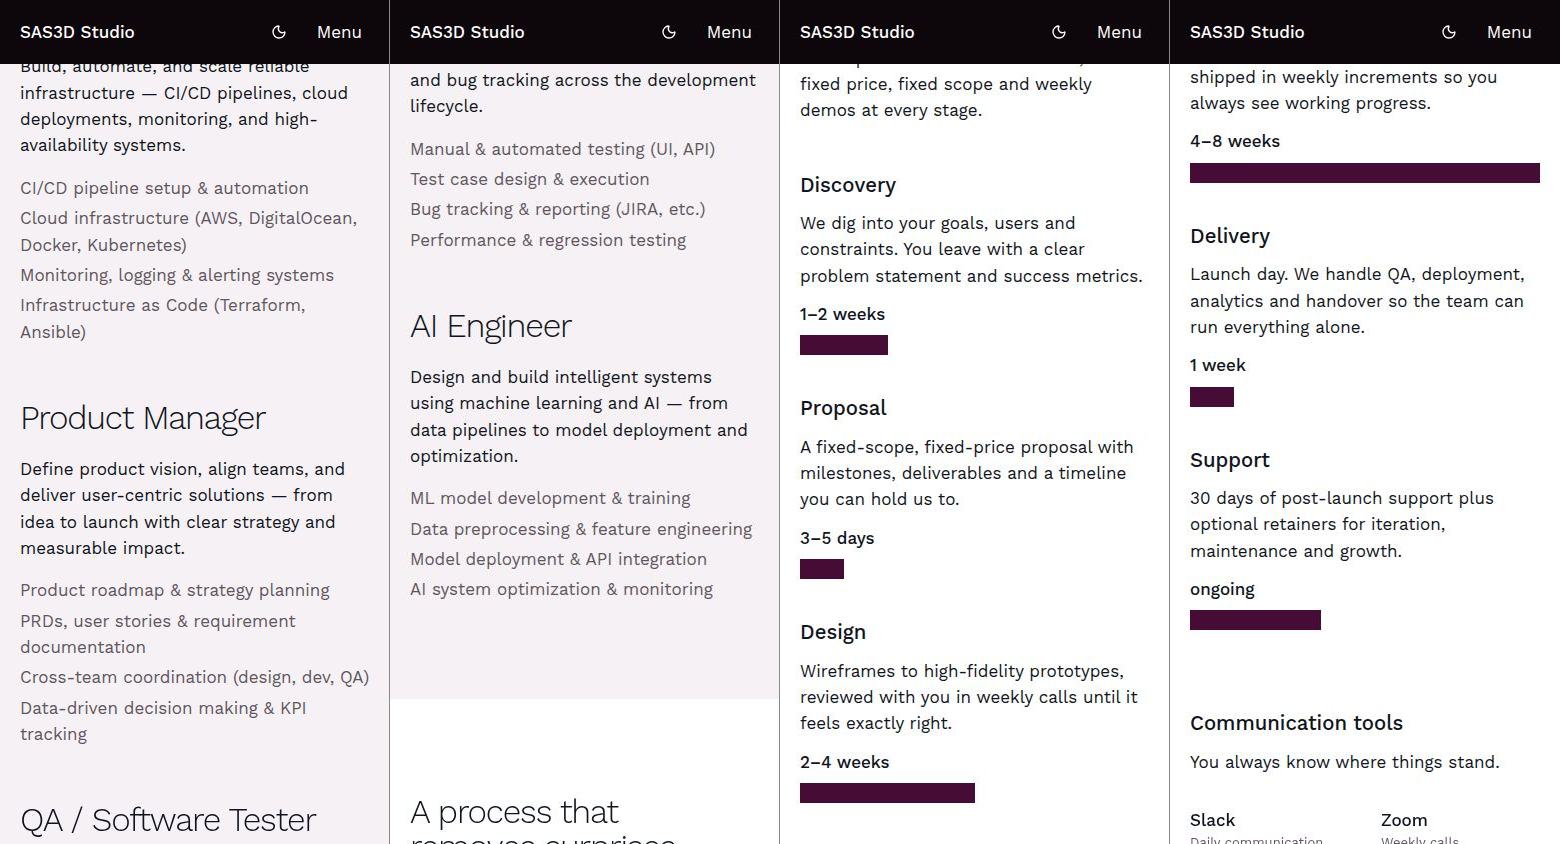 SAS3D Studio
Menu
Build, automate, and scale reliable
infrastructure — CI/CD pipelines, cloud
deployments, monitoring, and high-
availability systems.
CI/CD pipeline setup & automation
Cloud infrastructure (AWS, DigitalOcean,
Docker, Kubernetes)
Monitoring, logging & alerting systems
Infrastructure as Code (Terraform,
Ansible)
Product Manager
Define product vision, align teams, and
deliver user-centric solutions — from
idea to launch with clear strategy and
measurable impact.
Product roadmap & strategy planning
PRDs, user stories & requirement
documentation
Cross-team coordination (design, dev, QA)
Data-driven decision making & KPI
tracking
QA / Software Tester
SAS3D Studio
Menu
and bug tracking across the development
lifecycle.
Manual & automated testing (UI, API)
Test case design & execution
Bug tracking & reporting (JIRA, etc.)
Performance & regression testing
AI Engineer
Design and build intelligent systems
using machine learning and AI — from
data pipelines to model deployment and
optimization.
ML model development & training
Data preprocessing & feature engineering
Model deployment & API integration
AI system optimization & monitoring
A process that
removes surprises
SAS3D Studio
Menu
fixed price, fixed scope and weekly
demos at every stage.
Discovery
We dig into your goals, users and
constraints. You leave with a clear
problem statement and success metrics.
1–2 weeks
Proposal
A fixed-scope, fixed-price proposal with
milestones, deliverables and a timeline
you can hold us to.
3–5 days
Design
Wireframes to high-fidelity prototypes,
reviewed with you in weekly calls until it
feels exactly right.
2–4 weeks
SAS3D Studio
Menu
shipped in weekly increments so you
always see working progress.
4–8 weeks
Delivery
Launch day. We handle QA, deployment,
analytics and handover so the team can
run everything alone.
1 week
Support
30 days of post-launch support plus
optional retainers for iteration,
maintenance and growth.
ongoing
Communication tools
You always know where things stand.
Slack
Daily communication
Zoom
Weekly calls